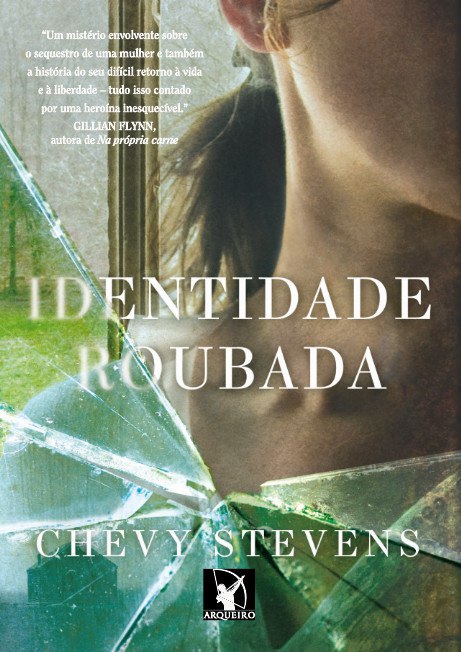 “Um mistério envolvente sobre
o sequestro de uma mulher e também
a história do seu difícil retorno à vida
e à liberdade – tudo isso contado
por uma heroína inesquecível.”
GILLIAN FLYNN,
autora de Na própria carne
IDENTIDADE
ROUBADA
CHEVY STEVENS
ARQUEIRO